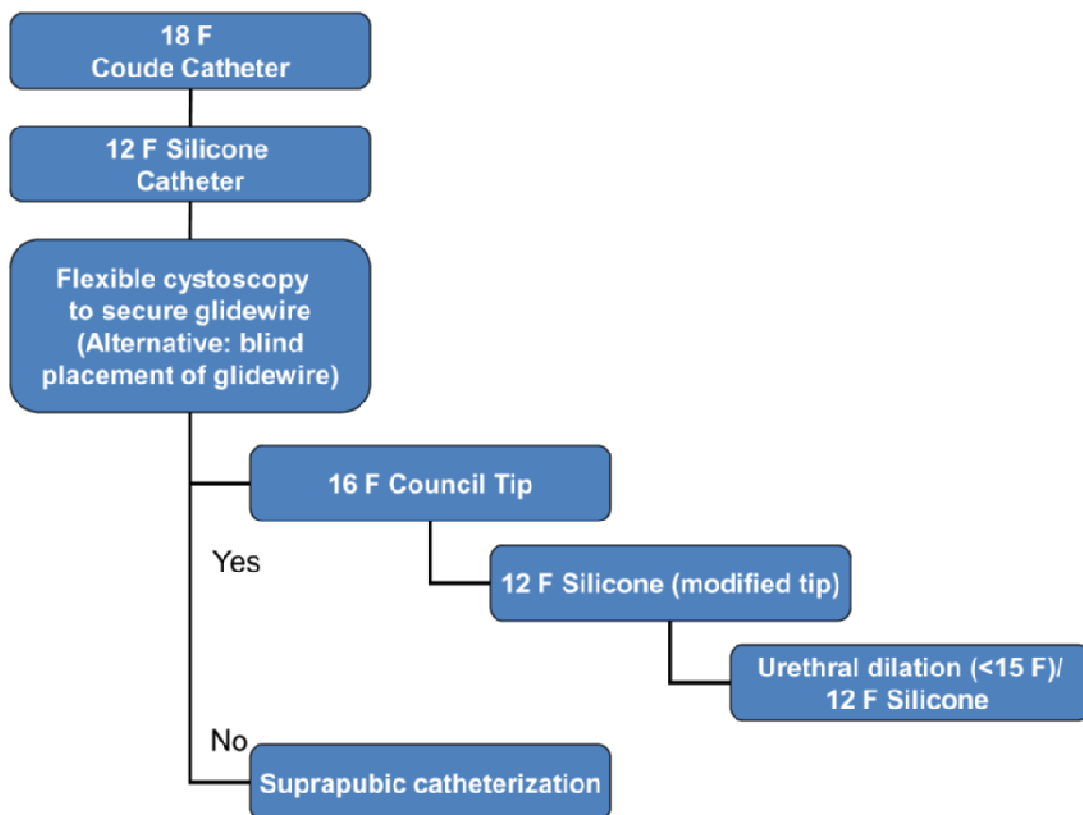 18 F
Coude Catheter
12 F Silicone
Catheter
Flexible cystoscopy
to secure glidewire
(Alternative: blind
placement of glidewire)
16 F Council Tip
Yes
12 F Silicone (modified tip)
Urethral dilation (<15 F)/
12 F Silicone
No
Suprapubic catheterization